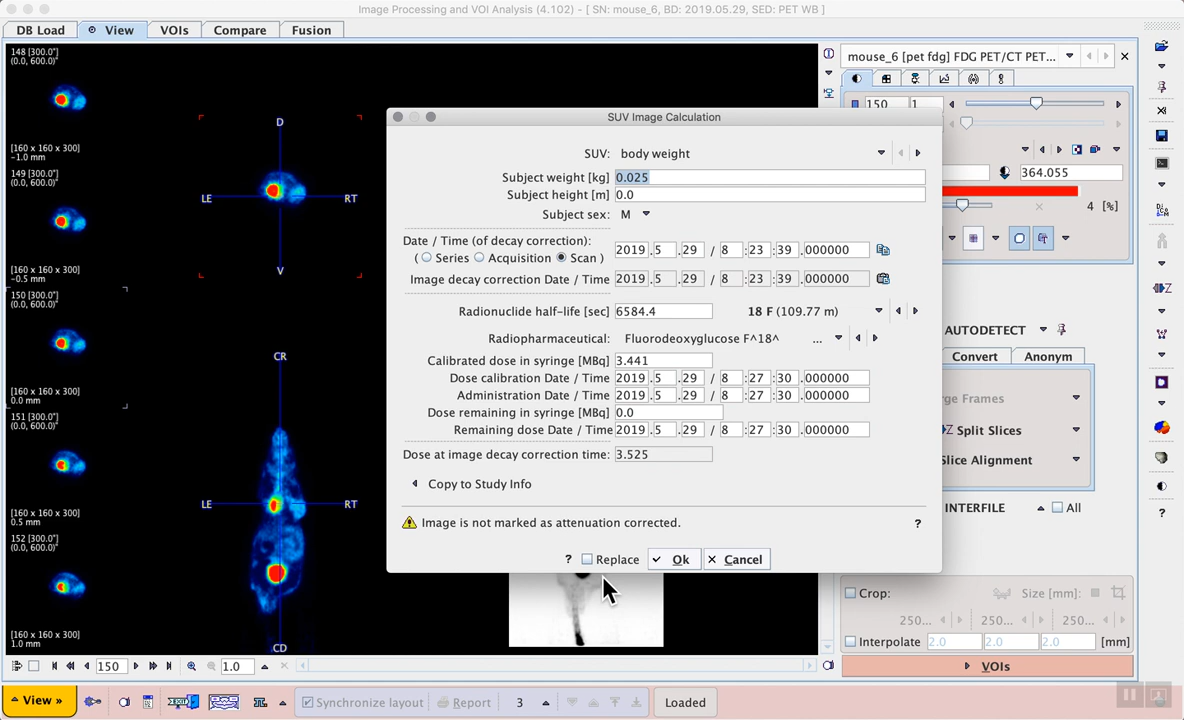 Image Processing and VOI Analysis (4.102) - [ SN: mouse_6, BD: 2019.05.29, SED: PET WB ]
DB Load
View
VOIs
Compare
Fusion
148 [300.0"]
(0.0, 600.0)"
[160 x 160 x 300]
-1.0 mm
149 [300.0"]
(0.0, 600.0)"
[160 x 160 x 300]
-0.5 mm
150 [300.0"]
(0.0, 600.0)"
[160 x 160 x 300]
0.0 mm
151 [300.0"]
(0.0, 600.0)"
[160 x 160 x 300]
0.5 mm
152 [300.0"]
(0.0, 600.0)"
[160 x 160 x 300]
1.0 mm
D
LE
RT
V
CR
LE
RT
CD
SUV Image Calculation
SUV: body weight
Subject weight [kg] 0.025
Subject height [m] 0.0
Subject sex: M
Date / Time (of decay correction):
( Series Acquisition Scan ) 2019 .5 .29 / 8 :23 :39 .000000
Image decay correction Date / Time 2019 .5 .29 / 8 :23 :39 .000000
Radionuclide half-life [sec] 6584.4 18 F (109.77 m)
Radiopharmaceutical: Fluorodeoxyglucose F^18^ ...
Calibrated dose in syringe [MBq] 3.441
Dose calibration Date / Time 2019 .5 .29 / 8 :27 :30 .000000
Administration Date / Time 2019 .5 .29 / 8 :27 :30 .000000
Dose remaining in syringe [MBq] 0.0
Remaining dose Date / Time 2019 .5 .29 / 8 :27 :30 .000000
Dose at image decay correction time: 3.525
Copy to Study Info
Image is not marked as attenuation corrected. ?
? Replace Ok Cancel
mouse_6 [pet fdg] FDG PET/CT PET...
150 1
364.055
4 [%]
AUTODETECT
Convert
Anonym
rge Frames
Split Slices
Slice Alignment
INTERFILE
All
Crop: Size [mm]:
250... 250... 250...
Interpolate 2.0 2.0 2.0 [mm]
VOIs
?
150
1.0
View »
Synchronize layout
Report
3
Loaded